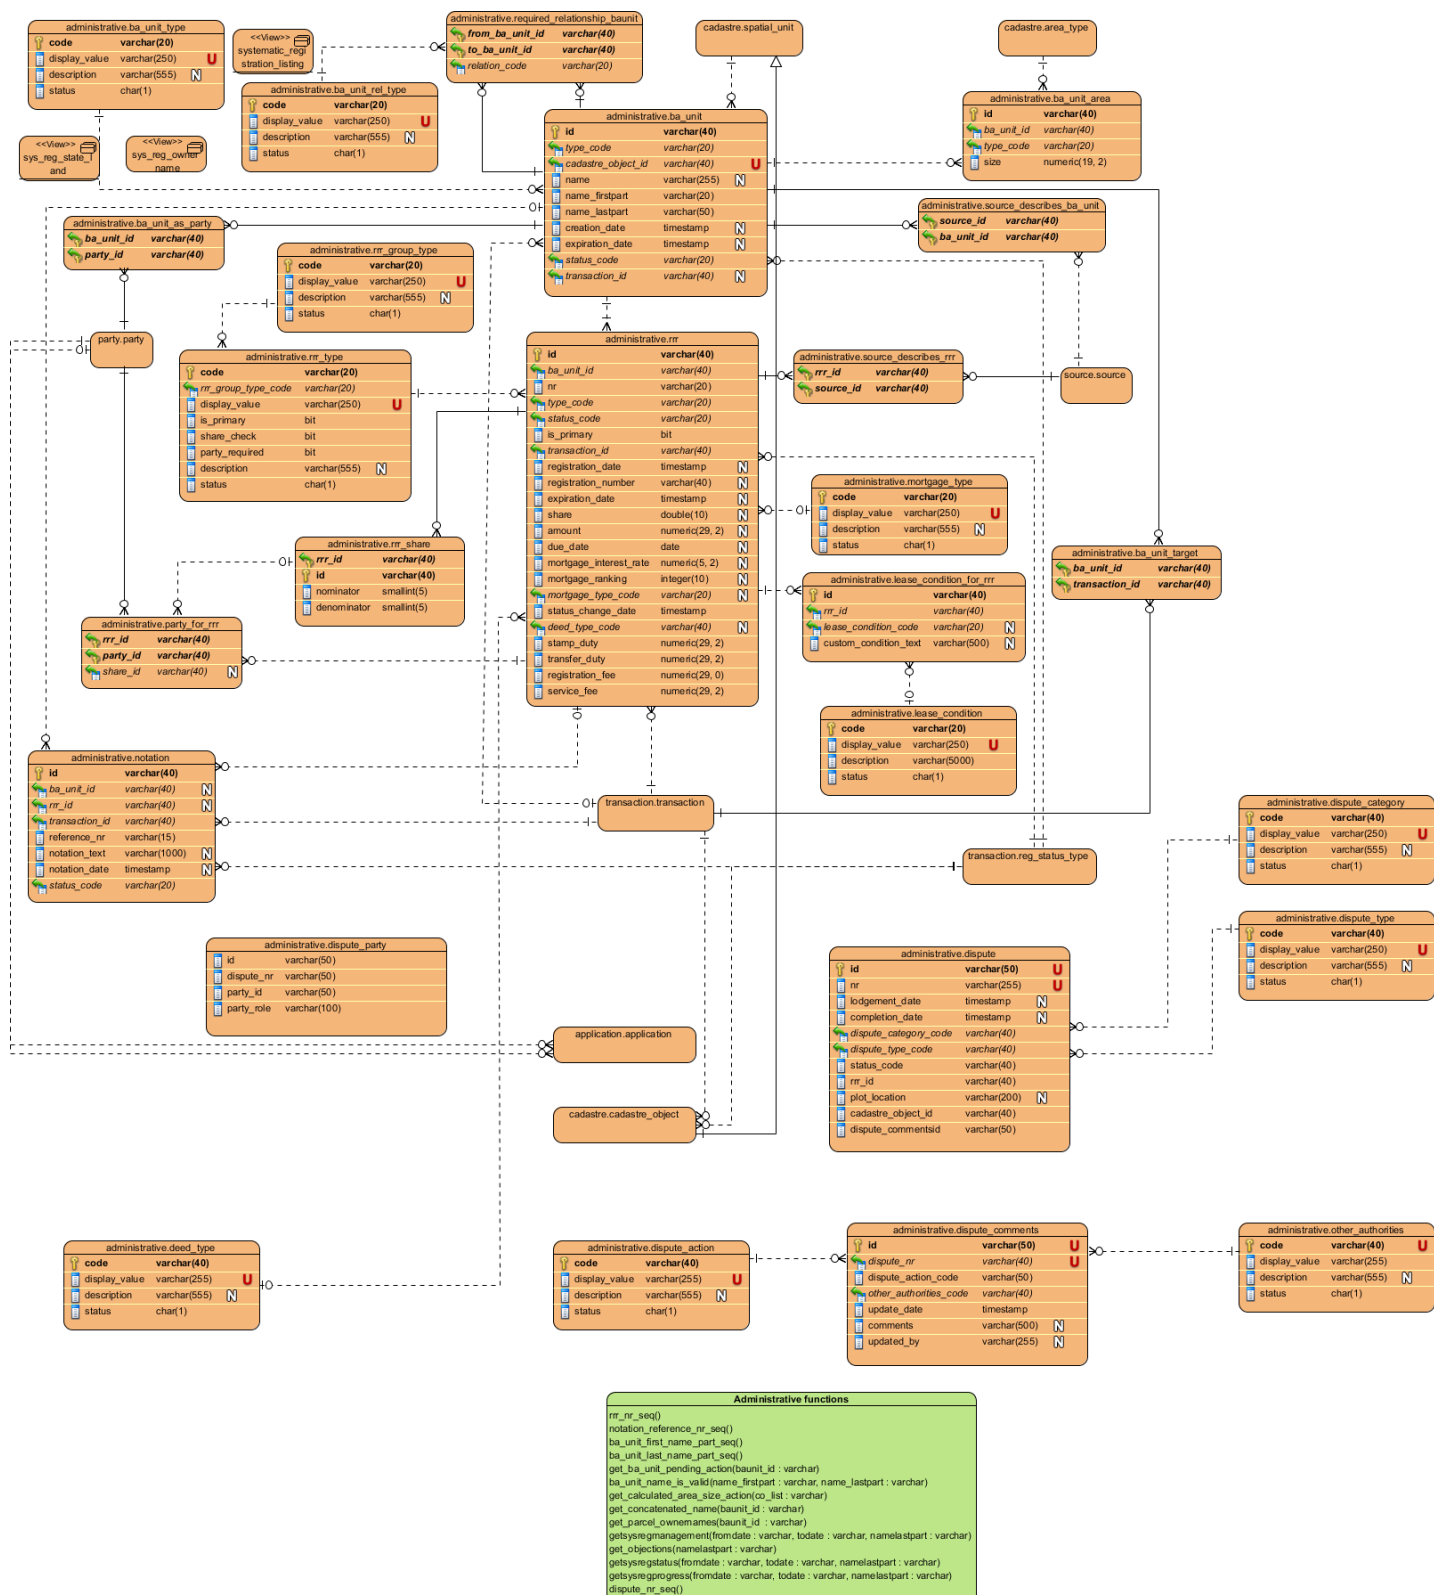 administrative.ba_unit_type
code varchar(20)
display_value varchar(250) U
description varchar(555) N
status char(1)
<<View>>
systematic_regi
stration_listing
administrative.required_relationship_baunit
from_ba_unit_id varchar(40)
to_ba_unit_id varchar(40)
relation_code varchar(20)
cadastre.spatial_unit
cadastre.area_type
administrative.ba_unit_rel_type
code varchar(20)
display_value varchar(250) U
description varchar(555) N
status char(1)
<<View>>
sys_reg_state_l
and
<<View>>
sys_reg_owner
name
administrative.ba_unit
id varchar(40)
type_code varchar(20)
cadastre_object_id varchar(40) U
name varchar(255) N
name_firstpart varchar(20)
name_lastpart varchar(50)
creation_date timestamp N
expiration_date timestamp N
status_code varchar(20)
transaction_id varchar(40) N
administrative.ba_unit_area
id varchar(40)
ba_unit_id varchar(40)
type_code varchar(20)
size numeric(19, 2)
administrative.source_describes_ba_unit
source_id varchar(40)
ba_unit_id varchar(40)
administrative.ba_unit_as_party
ba_unit_id varchar(40)
party_id varchar(40)
administrative.rrr_group_type
code varchar(20)
display_value varchar(250) U
description varchar(555) N
status char(1)
party.party
administrative.rrr_type
code varchar(20)
rrr_group_type_code varchar(20)
display_value varchar(250) U
is_primary bit
share_check bit
party_required bit
description varchar(555) N
status char(1)
administrative.rrr
id varchar(40)
ba_unit_id varchar(40)
nr varchar(20)
type_code varchar(20)
status_code varchar(20)
is_primary bit
transaction_id varchar(40)
registration_date timestamp N
registration_number varchar(40) N
expiration_date timestamp N
share double(10) N
amount numeric(29, 2) N
due_date date N
mortgage_interest_rate numeric(5, 2) N
mortgage_ranking integer(10) N
mortgage_type_code varchar(20) N
status_change_date timestamp
deed_type_code varchar(40) N
stamp_duty numeric(29, 2)
transfer_duty numeric(29, 2)
registration_fee numeric(29, 0)
service_fee numeric(29, 2)
administrative.source_describes_rrr
rrr_id varchar(40)
source_id varchar(40)
source.source
administrative.mortgage_type
code varchar(20)
display_value varchar(250) U
description varchar(555) N
status char(1)
administrative.rrr_share
rrr_id varchar(40)
id varchar(40)
nominator smallint(5)
denominator smallint(5)
administrative.ba_unit_target
ba_unit_id varchar(40)
transaction_id varchar(40)
administrative.lease_condition_for_rrr
id varchar(40)
rrr_id varchar(40)
lease_condition_code varchar(20) N
custom_condition_text varchar(500) N
administrative.party_for_rrr
rrr_id varchar(40)
party_id varchar(40)
share_id varchar(40) N
administrative.lease_condition
code varchar(20)
display_value varchar(250) U
description varchar(5000)
status char(1)
administrative.notation
id varchar(40)
ba_unit_id varchar(40) N
rrr_id varchar(40) N
transaction_id varchar(40)
reference_nr varchar(15)
notation_text varchar(1000) N
notation_date timestamp N
status_code varchar(20)
transaction.transaction
transaction.reg_status_type
administrative.dispute_category
code varchar(40)
display_value varchar(250) U
description varchar(555) N
status char(1)
administrative.dispute_type
code varchar(40)
display_value varchar(250) U
description varchar(555) N
status char(1)
administrative.dispute_party
id varchar(50)
dispute_nr varchar(50)
party_id varchar(50)
party_role varchar(100)
administrative.dispute
id varchar(50) U
nr varchar(255) U
lodgement_date timestamp N
completion_date timestamp N
dispute_category_code varchar(40)
dispute_type_code varchar(40)
status_code varchar(40)
rrr_id varchar(40)
plot_location varchar(200) N
cadastre_object_id varchar(40)
dispute_commentsid varchar(50)
application.application
cadastre.cadastre_object
administrative.deed_type
code varchar(40)
display_value varchar(255) U
description varchar(555) N
status char(1)
administrative.dispute_action
code varchar(40)
display_value varchar(255) U
description varchar(555) N
status char(1)
administrative.dispute_comments
id varchar(50) U
dispute_nr varchar(40) U
dispute_action_code varchar(50)
other_authorities_code varchar(40)
update_date timestamp
comments varchar(500) N
updated_by varchar(255) N
administrative.other_authorities
code varchar(40) U
display_value varchar(255)
description varchar(555) N
status char(1)
Administrative functions
rrr_nr_seq()
notation_reference_nr_seq()
ba_unit_first_name_part_seq()
ba_unit_last_name_part_seq()
get_ba_unit_pending_action(baunit_id : varchar)
ba_unit_name_is_valid(name_firstpart : varchar, name_lastpart : varchar)
get_calculated_area_size_action(co_list : varchar)
get_concatenated_name(baunit_id : varchar)
get_parcel_ownernames(baunit_id : varchar)
getsysregmanagement(fromdate : varchar, todate : varchar, namelastpart : varchar)
get_objections(namelastpart : varchar)
getsysregstatus(fromdate : varchar, todate : varchar, namelastpart : varchar)
getsysregprogress(fromdate : varchar, todate : varchar, namelastpart : varchar)
dispute_nr_seq()